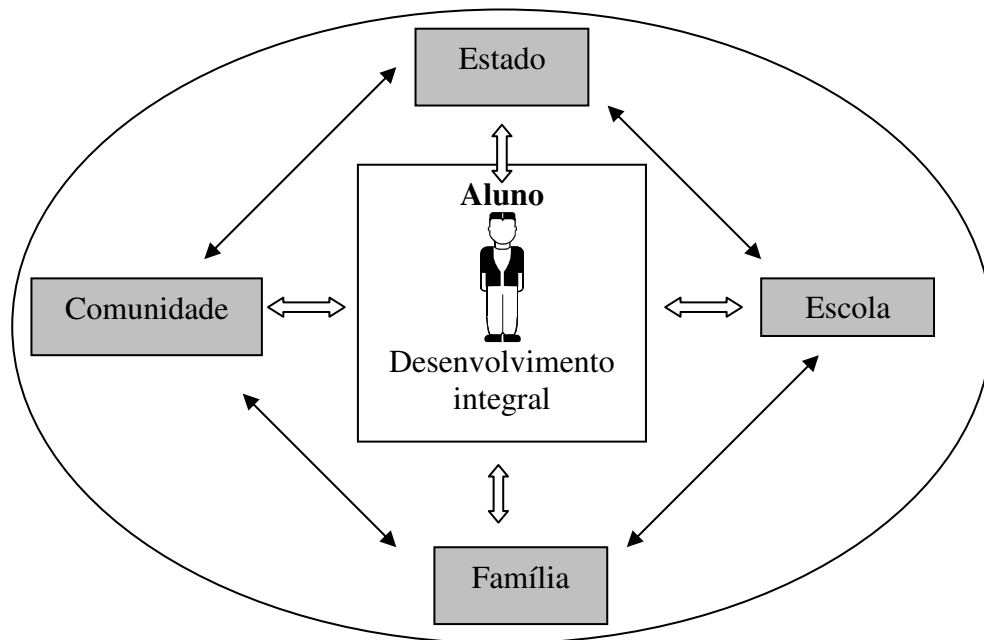 Estado
Aluno
Comunidade
Escola
Desenvolvimento
integral
Família